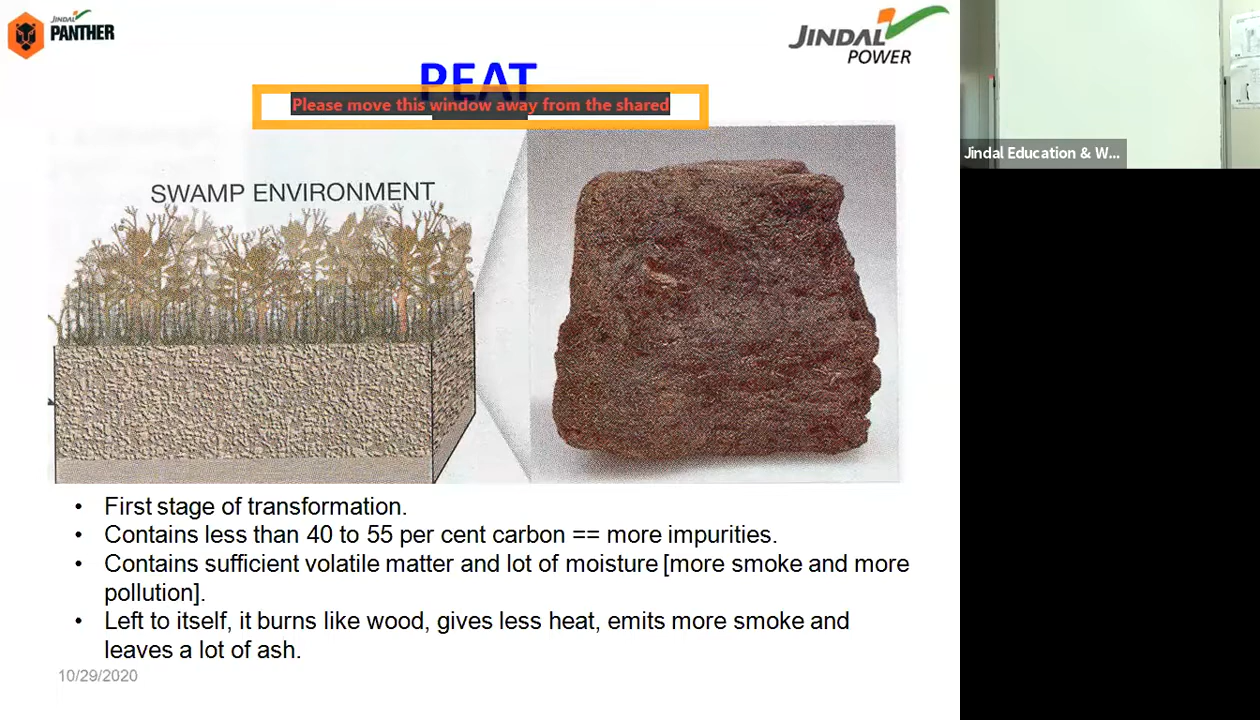 JINDAL
PANTHER
JINDAL
POWER
PEAT
Please move this window away from the shared
SWAMP ENVIRONMENT
• First stage of transformation.
• Contains less than 40 to 55 per cent carbon == more impurities.
• Contains sufficient volatile matter and lot of moisture [more smoke and more
pollution].
• Left to itself, it burns like wood, gives less heat, emits more smoke and
leaves a lot of ash.
10/29/2020
Jindal Education & W...